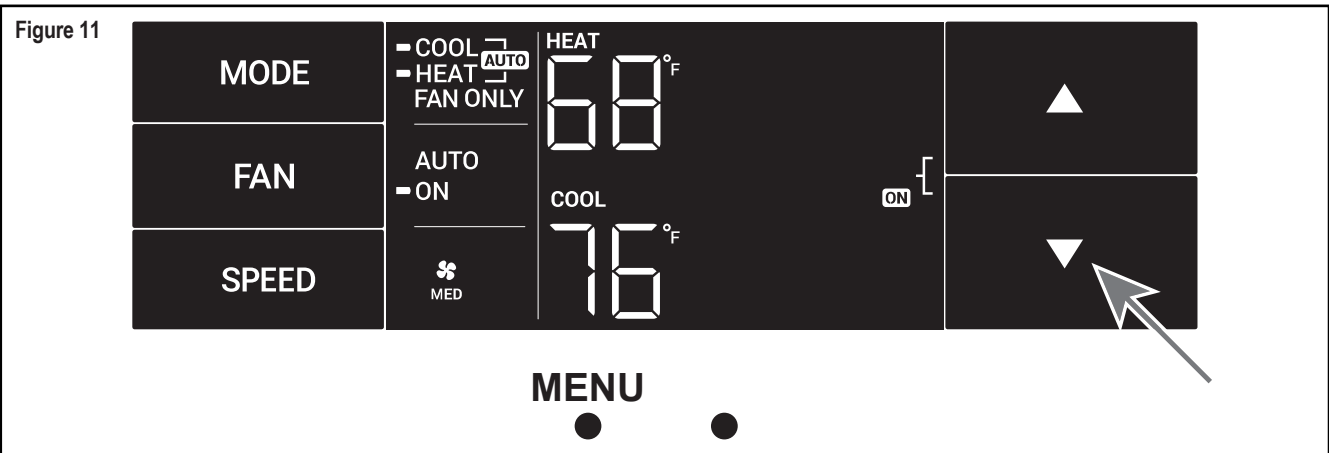 Figure 11
MODE
FAN
SPEED
COOL
AUTO
HEAT
FAN ONLY
AUTO
ON
MED
HEAT
68°F
COOL
76°F
ON
MENU